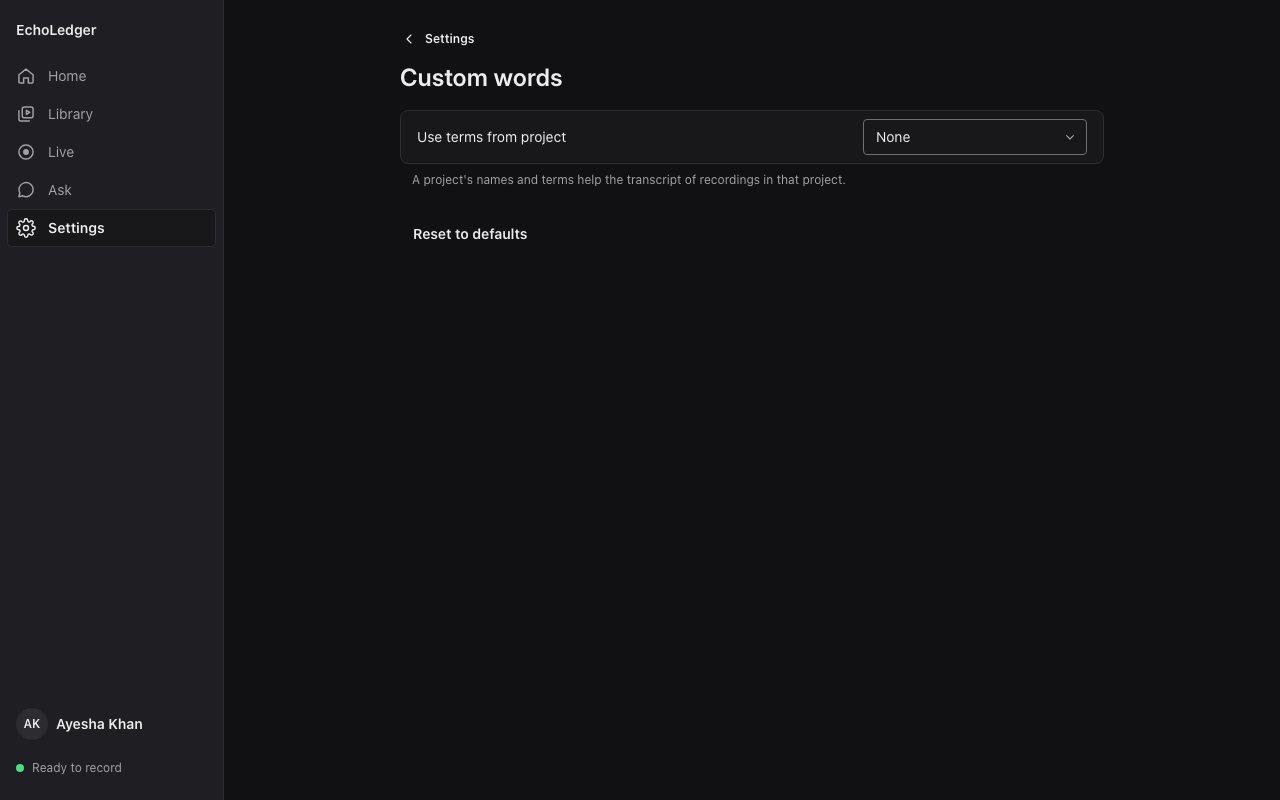 EchoLedger
Home
Library
Live
Ask
Settings
AK Ayesha Khan
Ready to record
Settings
Custom words
Use terms from project None
A project's names and terms help the transcript of recordings in that project.
Reset to defaults